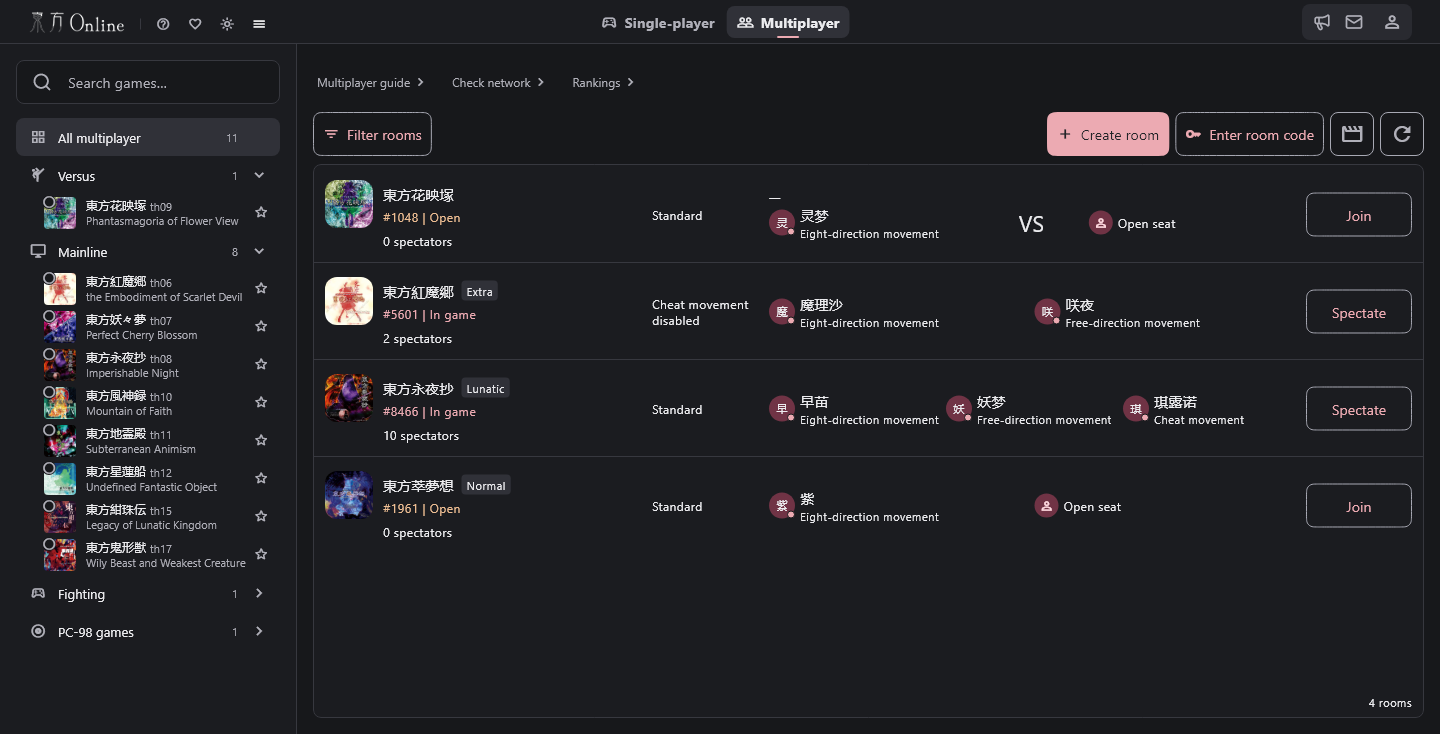 東方 Online
Single-player
Multiplayer
Search games...
All multiplayer 11
Versus 1
東方花映塚 th09
Phantasmagoria of Flower View
Mainline 8
東方紅魔郷 th06
the Embodiment of Scarlet Devil
東方妖々夢 th07
Perfect Cherry Blossom
東方永夜抄 th08
Imperishable Night
東方風神録 th10
Mountain of Faith
東方地霊殿 th11
Subterranean Animism
東方星蓮船 th12
Undefined Fantastic Object
東方紺珠伝 th15
Legacy of Lunatic Kingdom
東方鬼形獣 th17
Wily Beast and Weakest Creature
Fighting 1
PC-98 games 1
Multiplayer guide
Check network
Rankings
Filter rooms
+ Create room
Enter room code
東方花映塚
#1048 | Open
0 spectators
Standard
—
灵 灵梦
Eight-direction movement
VS
Open seat
Join
東方紅魔郷 Extra
#5601 | In game
2 spectators
Cheat movement
disabled
魔 魔理沙
Eight-direction movement
咲 咲夜
Free-direction movement
Spectate
東方永夜抄 Lunatic
#8466 | In game
10 spectators
Standard
早 早苗
Eight-direction movement
妖 妖梦
Free-direction movement
琪 琪露诺
Cheat movement
Spectate
東方萃夢想 Normal
#1961 | Open
0 spectators
Standard
紫 紫
Eight-direction movement
Open seat
Join
4 rooms